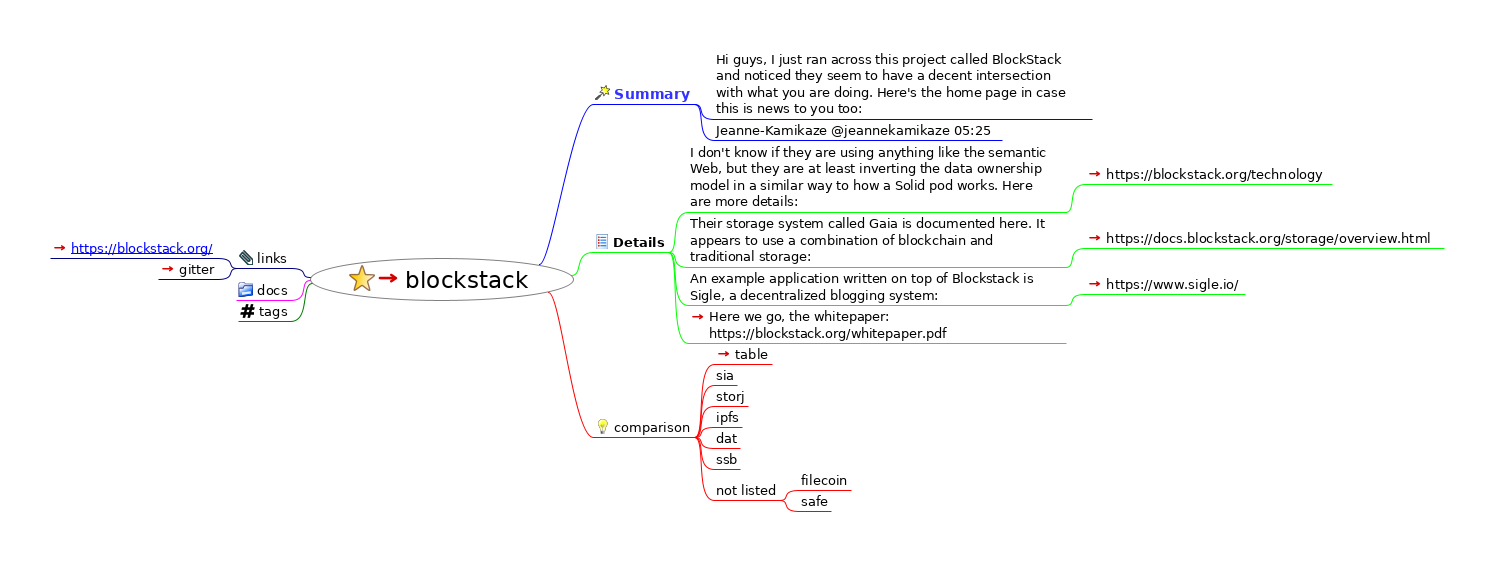 blockstack
Summary
Hi guys, I just ran across this project called BlockStack
and noticed they seem to have a decent intersection
with what you are doing. Here's the home page in case
this is news to you too:
Jeanne-Kamikaze @jeannekamikaze 05:25
Details
I don't know if they are using anything like the semantic
Web, but they are at least inverting the data ownership
model in a similar way to how a Solid pod works. Here
are more details:
https://blockstack.org/technology
Their storage system called Gaia is documented here. It
appears to use a combination of blockchain and
traditional storage:
https://docs.blockstack.org/storage/overview.html
An example application written on top of Blockstack is
Sigle, a decentralized blogging system:
https://www.sigle.io/
Here we go, the whitepaper:
https://blockstack.org/whitepaper.pdf
comparison
table
sia
storj
ipfs
dat
ssb
not listed
filecoin
safe
links
https://blockstack.org/
gitter
docs
# tags